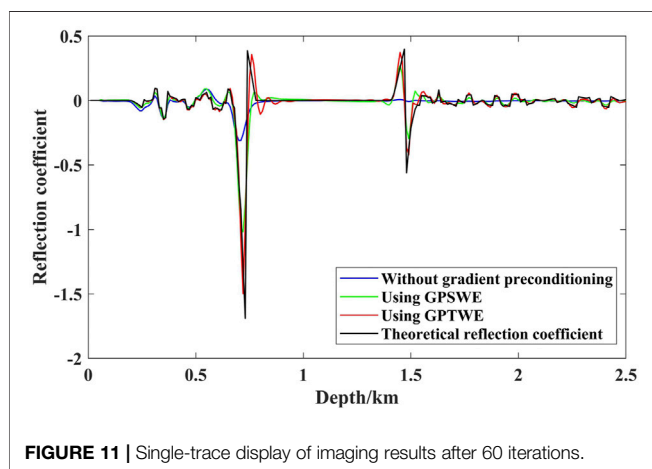 0.5
0
-0.5
-1
-1.5
-2
Reflection coefficient
Without gradient preconditioning
Using GPSWE
Using GPTWE
Theoretical reflection coefficient
0 0.5 1 1.5 2 2.5
Depth/km
FIGURE 11 | Single-trace display of imaging results after 60 iterations.